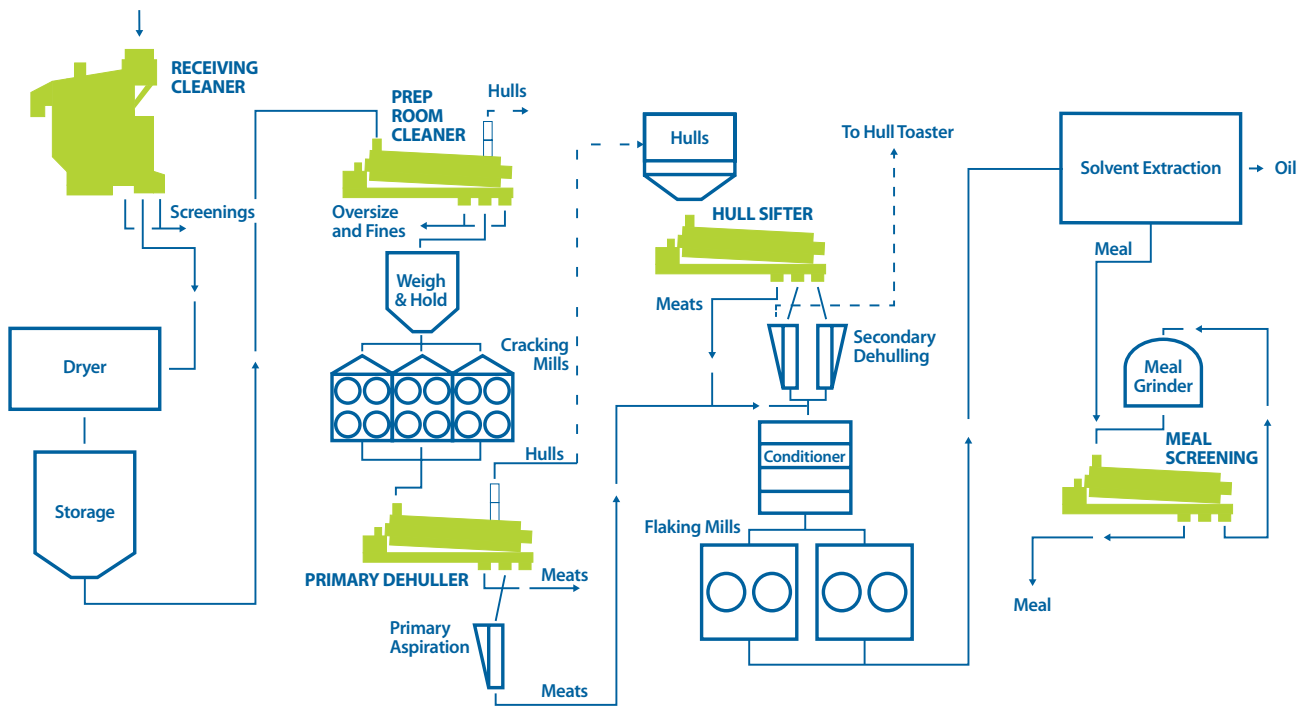 RECEIVING
CLEANER
Screenings
Dryer
Storage
PREP
ROOM
CLEANER
Hulls
Oversize
and Fines
Weigh
& Hold
Cracking
Mills
Hulls
PRIMARY DEHULLER
Meats
Primary
Aspiration
Meats
Hulls
To Hull Toaster
HULL SIFTER
Meats
Secondary
Dehulling
Conditioner
Flaking Mills
Solvent Extraction
Oil
Meal
Meal
Grinder
MEAL
SCREENING
Meal